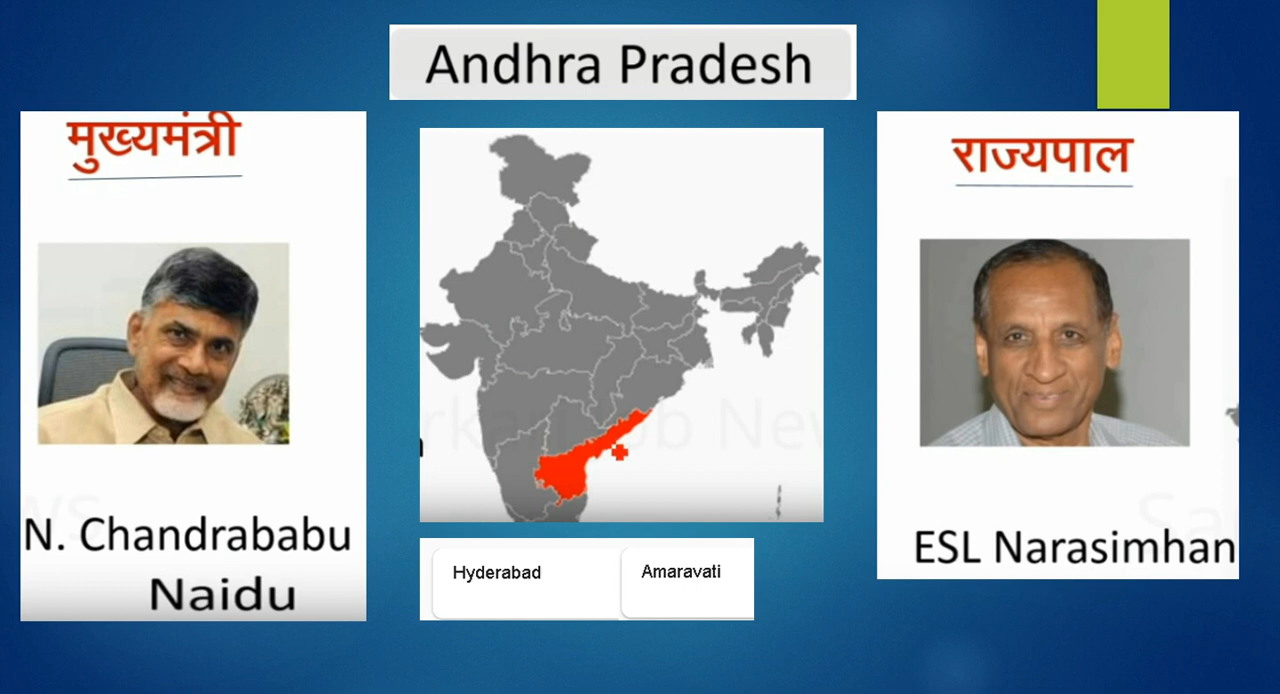 Andhra Pradesh
मुख्यमंत्री
N. Chandrababu
Naidu
Hyderabad
Amaravati
राज्यपाल
ESL Narasimhan